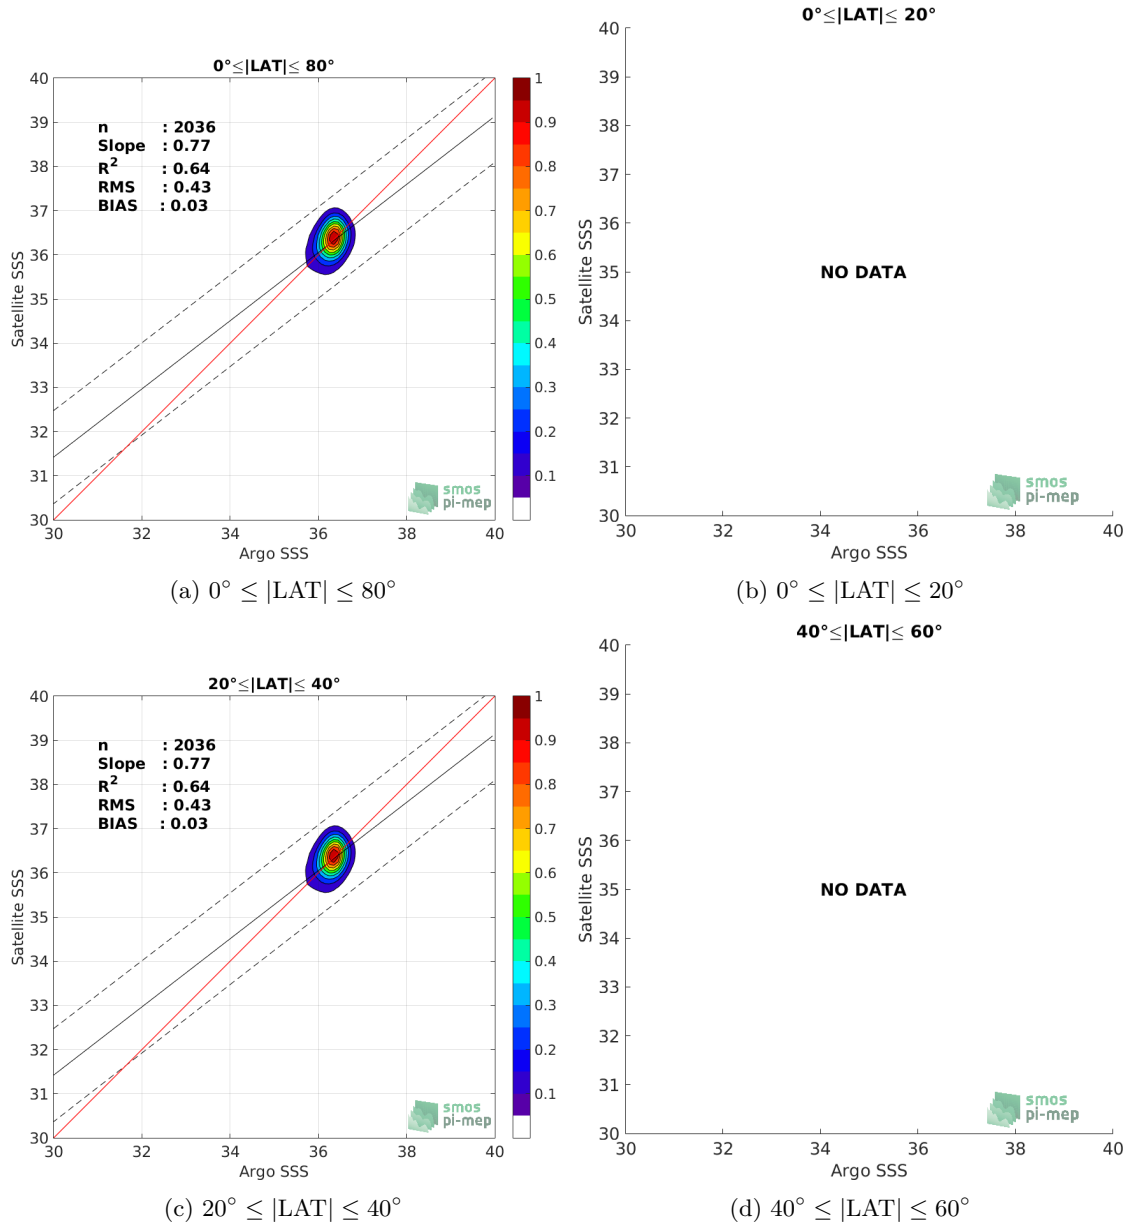 0°≤|LAT|≤ 80°
40
39
38
37
36
35
34
33
32
31
30
Satellite SSS
n : 2036
Slope : 0.77
R² : 0.64
RMS : 0.43
BIAS : 0.03
smos
pi-mep
30 32 34 36 38 40
Argo SSS
1
0.9
0.8
0.7
0.6
0.5
0.4
0.3
0.2
0.1
(a) 0° ≤ |LAT| ≤ 80°
0°≤|LAT|≤ 20°
40
39
38
37
36
35
34
33
32
31
30
Satellite SSS
NO DATA
smos
pi-mep
30 32 34 36 38 40
Argo SSS
(b) 0° ≤ |LAT| ≤ 20°
20°≤|LAT|≤ 40°
40
39
38
37
36
35
34
33
32
31
30
Satellite SSS
n : 2036
Slope : 0.77
R² : 0.64
RMS : 0.43
BIAS : 0.03
smos
pi-mep
30 32 34 36 38 40
Argo SSS
1
0.9
0.8
0.7
0.6
0.5
0.4
0.3
0.2
0.1
(c) 20° ≤ |LAT| ≤ 40°
40°≤|LAT|≤ 60°
40
39
38
37
36
35
34
33
32
31
30
Satellite SSS
NO DATA
smos
pi-mep
30 32 34 36 38 40
Argo SSS
(d) 40° ≤ |LAT| ≤ 60°